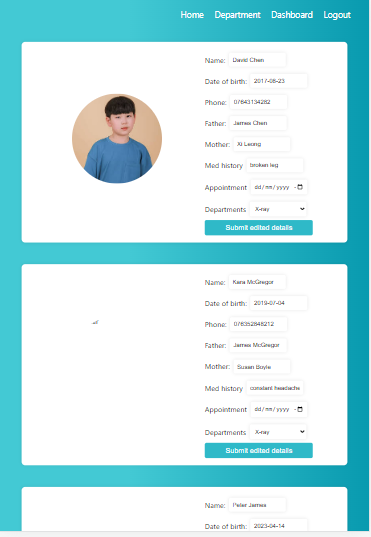 Home Department Dashboard Logout
Name: David Chen
Date of birth: 2017-08-23
Phone: 07643134282
Father: James Chen
Mother: Xi Leong
Med history broken leg
Appointment dd/mm/yyyy
Departments X-ray
Submit edited details
Name: Kara McGregor
Date of birth: 2019-07-04
Phone: 076352848212
Father: James McGregor
Mother: Susan Boyle
Med history constant headache
Appointment dd/mm/yyyy
Departments X-ray
Submit edited details
Name: Peter James
Date of birth: 2023-04-14